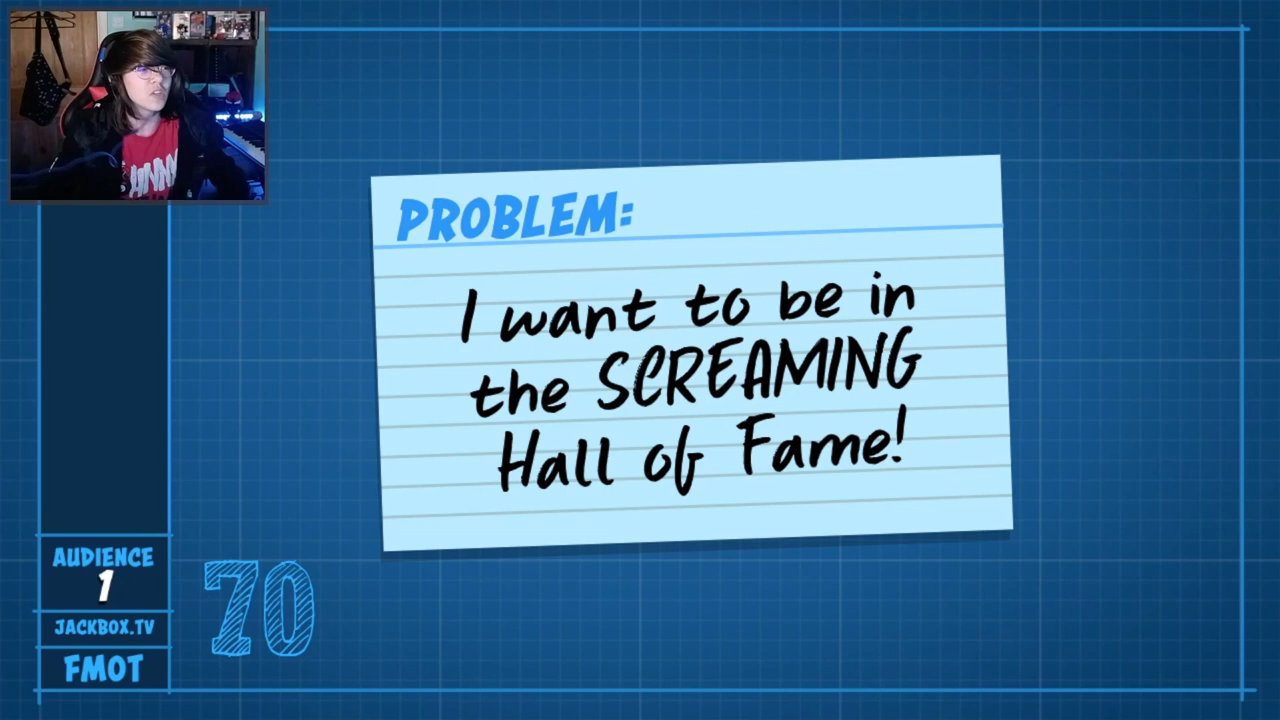 PROBLEM:
I want to be in
the SCREAMING
Hall of Fame!
AUDIENCE
1
JACKBOX.TV
FMOT
70